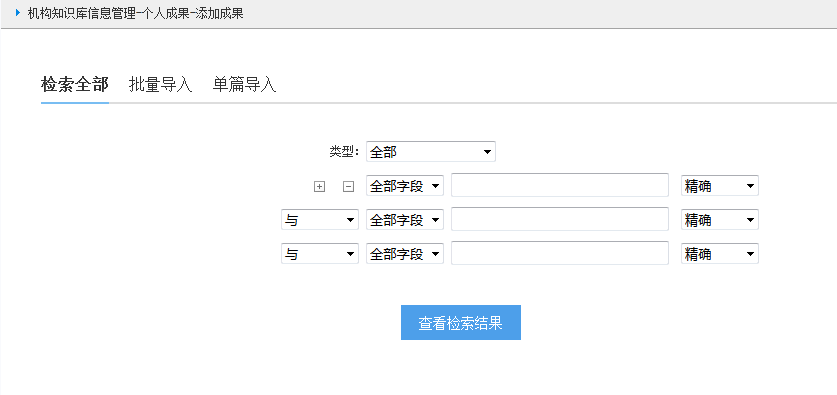 机构知识库信息管理-个人成果-添加成果
检索全部 批量导入 单篇导入
类型： 全部
全部字段 精确
与 全部字段 精确
与 全部字段 精确
查看检索结果